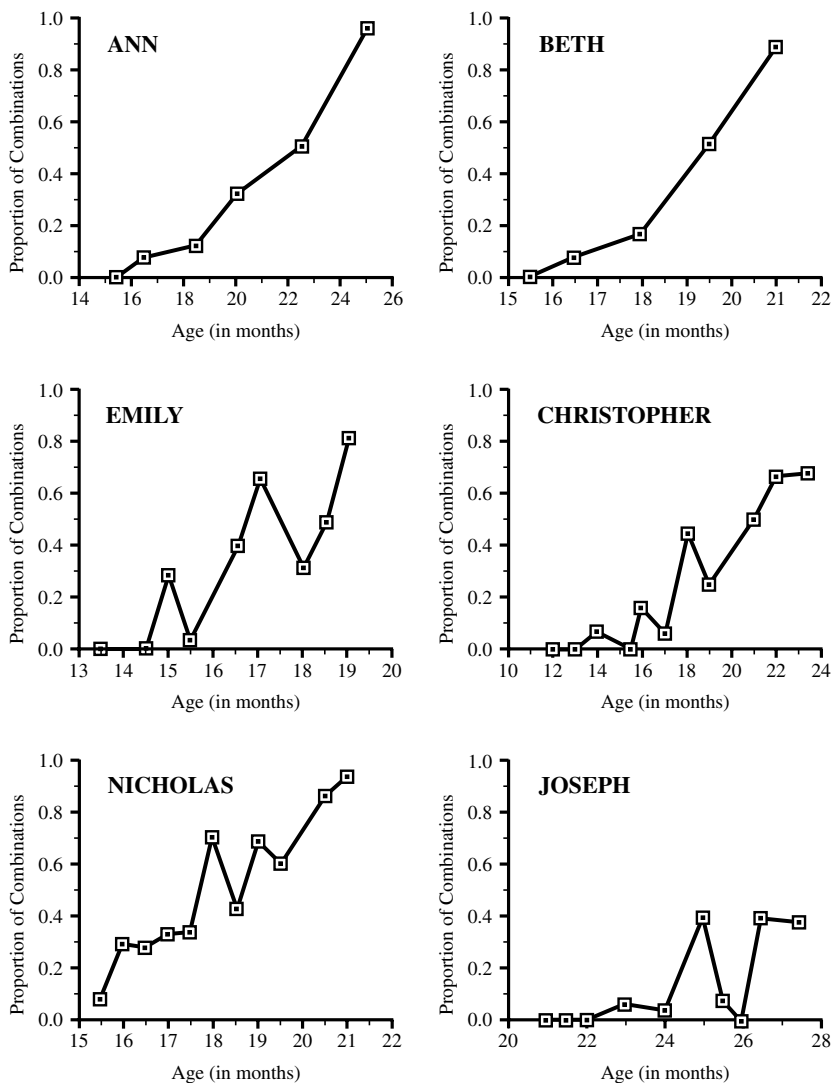 ANN
Proportion of Combinations
1.0
0.8
0.6
0.4
0.2
0.0
14 16 18 20 22 24 26
Age (in months)
BETH
Proportion of Combinations
1.0
0.8
0.6
0.4
0.2
0.0
15 16 17 18 19 20 21 22
Age (in months)
EMILY
Proportion of Combinations
1.0
0.8
0.6
0.4
0.2
0.0
13 14 15 16 17 18 19 20
Age (in months)
CHRISTOPHER
Proportion of Combinations
1.0
0.8
0.6
0.4
0.2
0.0
10 12 14 16 18 20 22 24
Age (in months)
NICHOLAS
Proportion of Combinations
1.0
0.8
0.6
0.4
0.2
0.0
15 16 17 18 19 20 21 22
Age (in months)
JOSEPH
Proportion of Combinations
1.0
0.8
0.6
0.4
0.2
0.0
20 22 24 26 28
Age (in months)